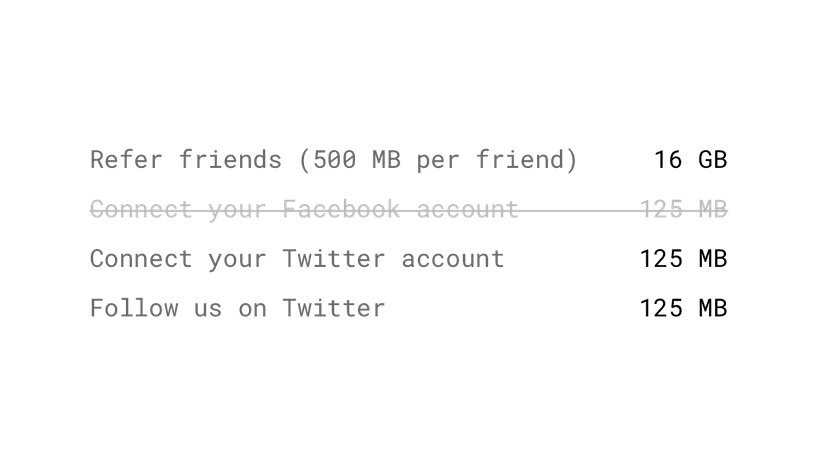 Refer friends (500 MB per friend) 16 GB
Connect your Facebook account 125 MB
Connect your Twitter account 125 MB
Follow us on Twitter 125 MB